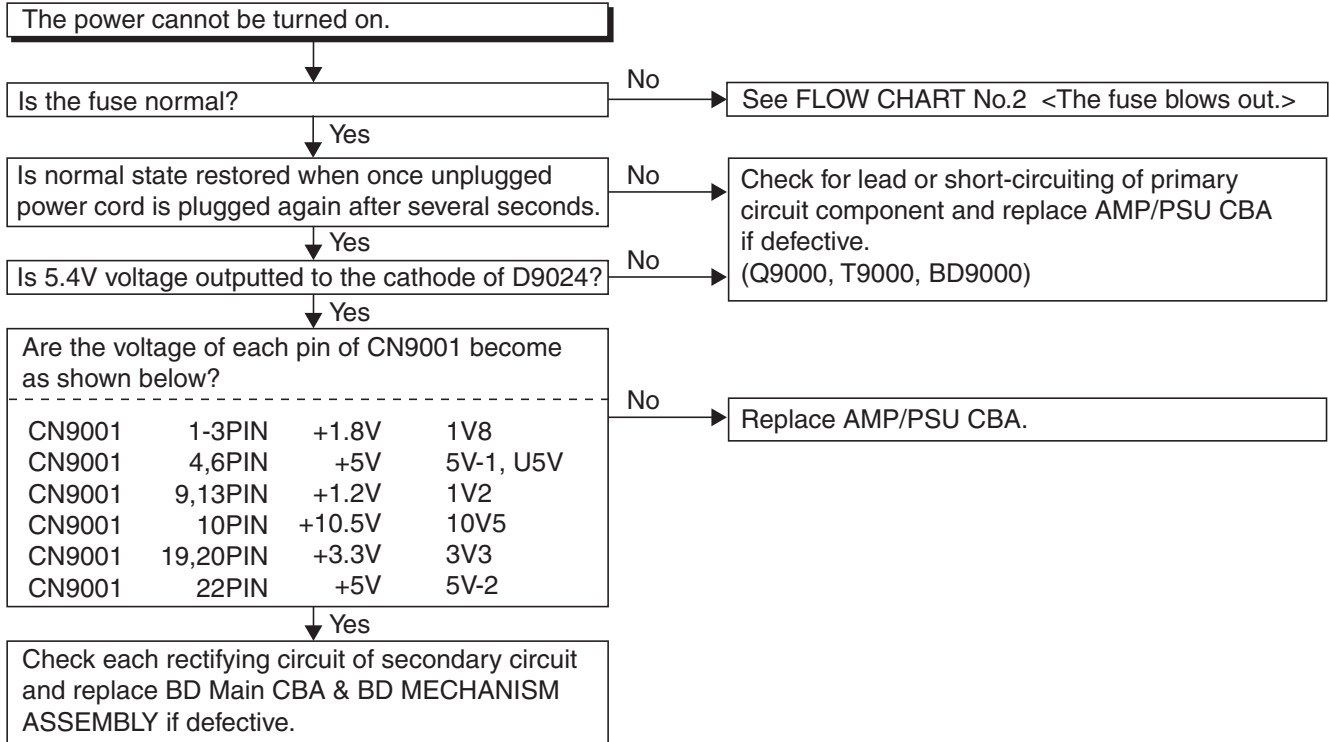 The power cannot be turned on.
Is the fuse normal?
No
See FLOW CHART No.2 <The fuse blows out.>
Yes
Is normal state restored when once unplugged
power cord is plugged again after several seconds.
No
Check for lead or short-circuiting of primary
circuit component and replace AMP/PSU CBA
if defective.
(Q9000, T9000, BD9000)
Yes
Is 5.4V voltage outputted to the cathode of D9024?
No
Yes
Are the voltage of each pin of CN9001 become
as shown below?
CN9001 1-3PIN +1.8V 1V8
CN9001 4,6PIN +5V 5V-1, U5V
CN9001 9,13PIN +1.2V 1V2
CN9001 10PIN +10.5V 10V5
CN9001 19,20PIN +3.3V 3V3
CN9001 22PIN +5V 5V-2
No
Replace AMP/PSU CBA.
Yes
Check each rectifying circuit of secondary circuit
and replace BD Main CBA & BD MECHANISM
ASSEMBLY if defective.